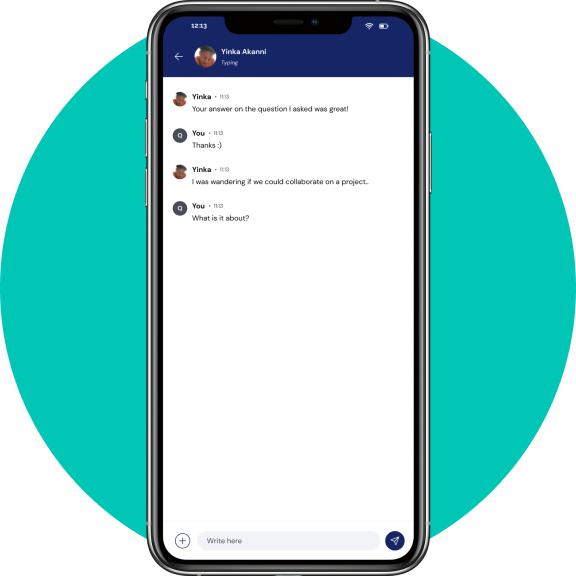 12:13
Yinka Akanni
Typing
Yinka • 11:13
Your answer on the question I asked was great!
Q
You • 11:13
Thanks :)
Yinka • 11:13
I was wandering if we could collaborate on a project..
Q
You • 11:13
What is it about?
Write here